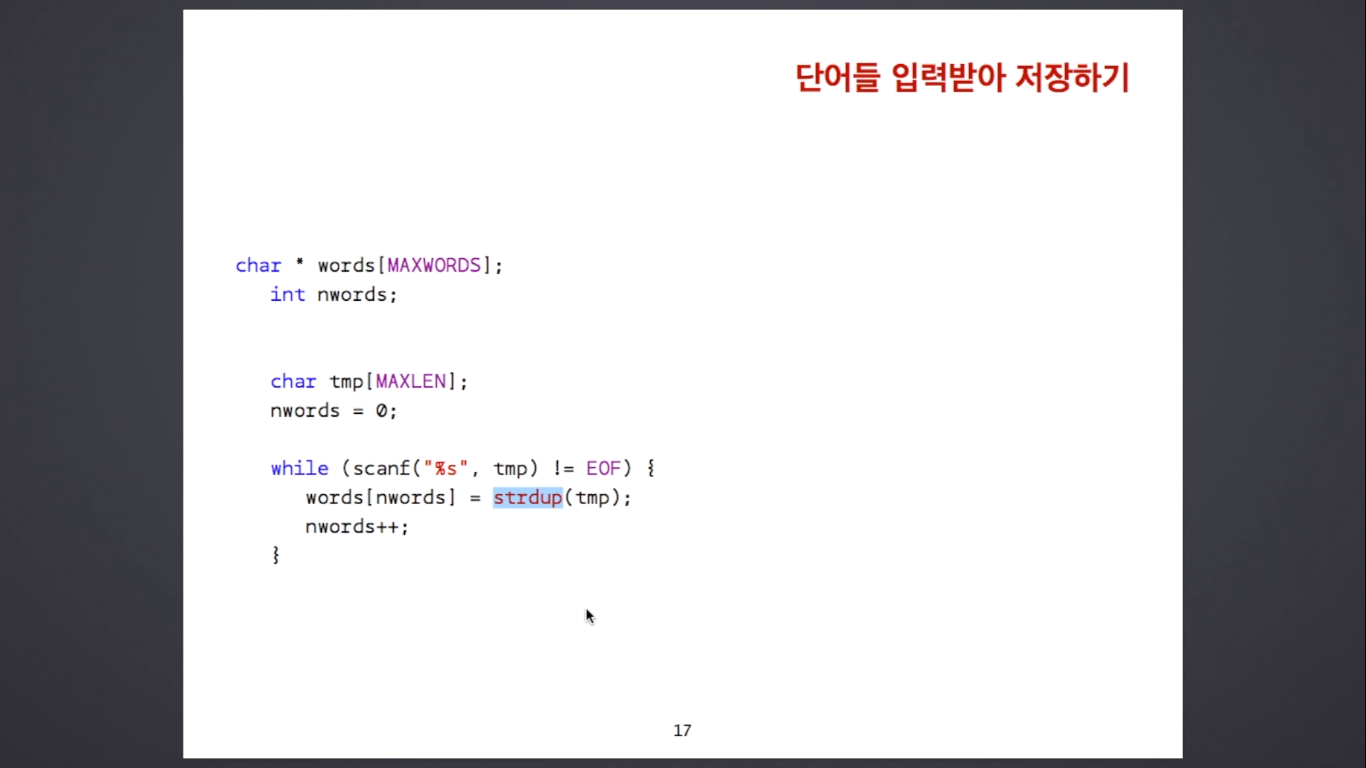 단어들 입력받아 저장하기
char * words[MAXWORDS];
int nwords;
char tmp[MAXLEN];
nwords = 0;
while (scanf("%s", tmp) != EOF) {
words[nwords] = strdup(tmp);
nwords++;
}
17